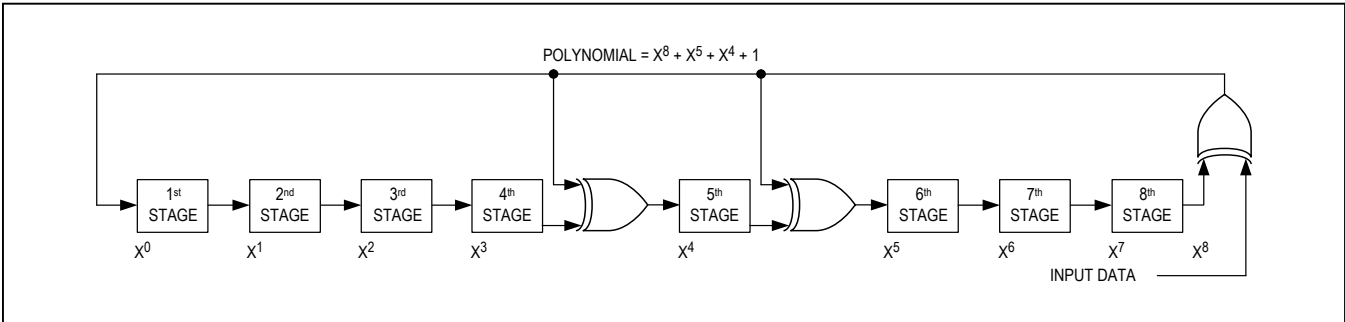 POLYNOMIAL = X8 + X5 + X4 + 1
1st STAGE
2nd STAGE
3rd STAGE
4th STAGE
5th STAGE
6th STAGE
7th STAGE
8th STAGE
X0 X1 X2 X3 X4 X5 X6 X7 X8
INPUT DATA